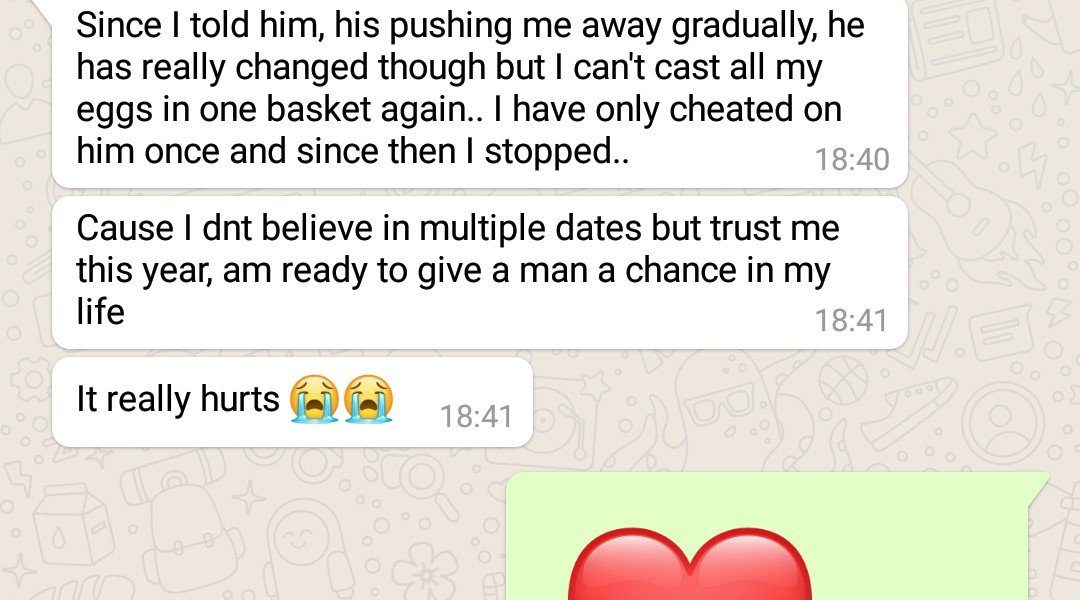 Since I told him, his pushing me away gradually, he
has really changed though but I can't cast all my
eggs in one basket again.. I have only cheated on
him once and since then I stopped..
18:40
Cause I dnt believe in multiple dates but trust me
this year, am ready to give a man a chance in my
life
18:41
It really hurts 😭😭
18:41